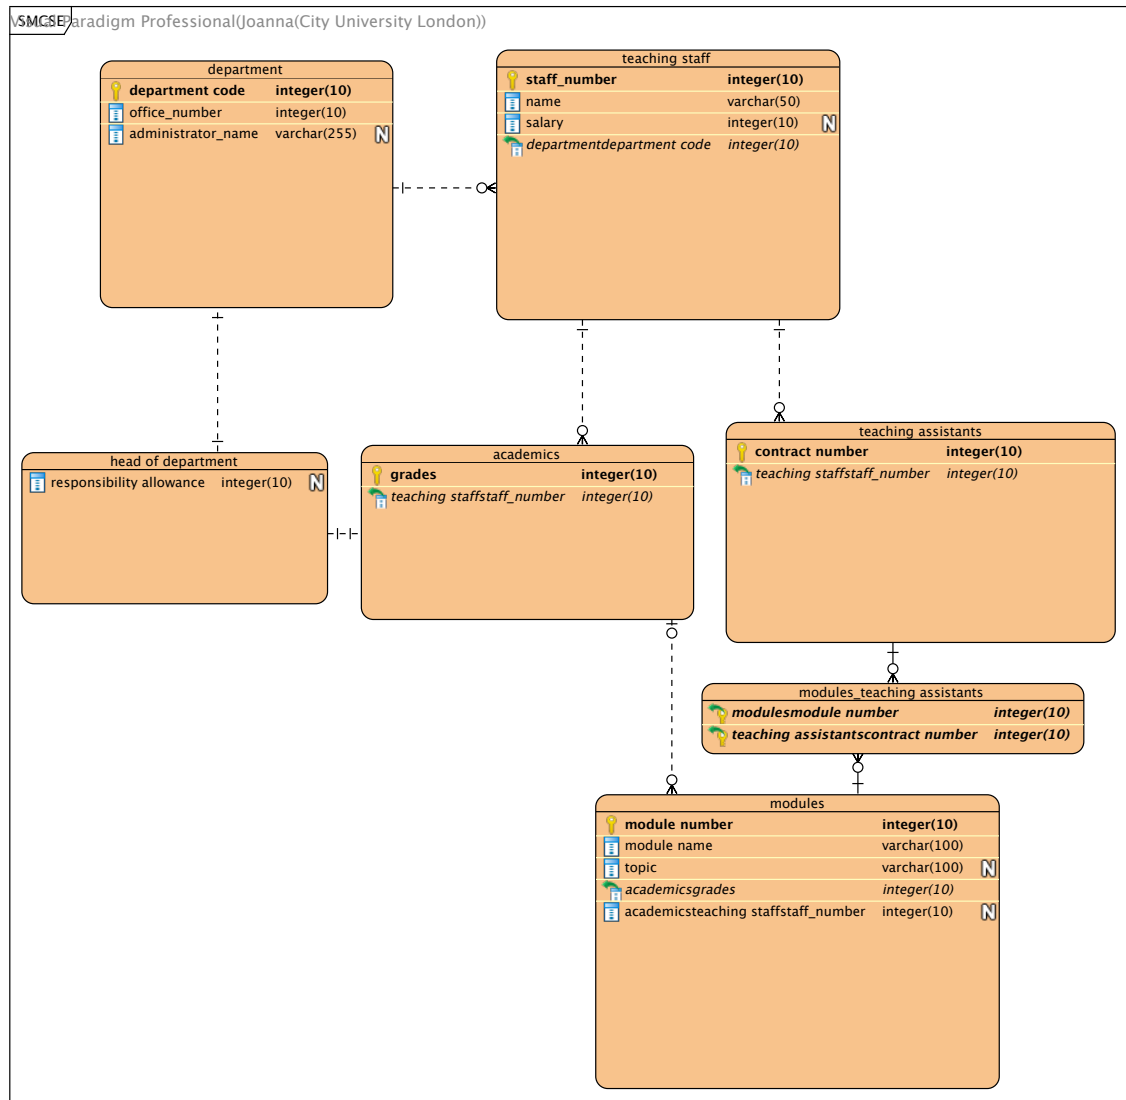 SMCSE
Visual Paradigm Professional(Joanna(City University London))
department
department code integer(10)
office_number integer(10)
administrator_name varchar(255) N
teaching staff
staff_number integer(10)
name varchar(50)
salary integer(10) N
departmentdepartment code integer(10)
head of department
responsibility allowance integer(10) N
academics
grades integer(10)
teaching staffstaff_number integer(10)
teaching assistants
contract number integer(10)
teaching staffstaff_number integer(10)
modules_teaching assistants
modulesmodule number integer(10)
teaching assistantscontract number integer(10)
modules
module number integer(10)
module name varchar(100)
topic varchar(100) N
academicsgrades integer(10)
academicsteaching staffstaff_number integer(10) N